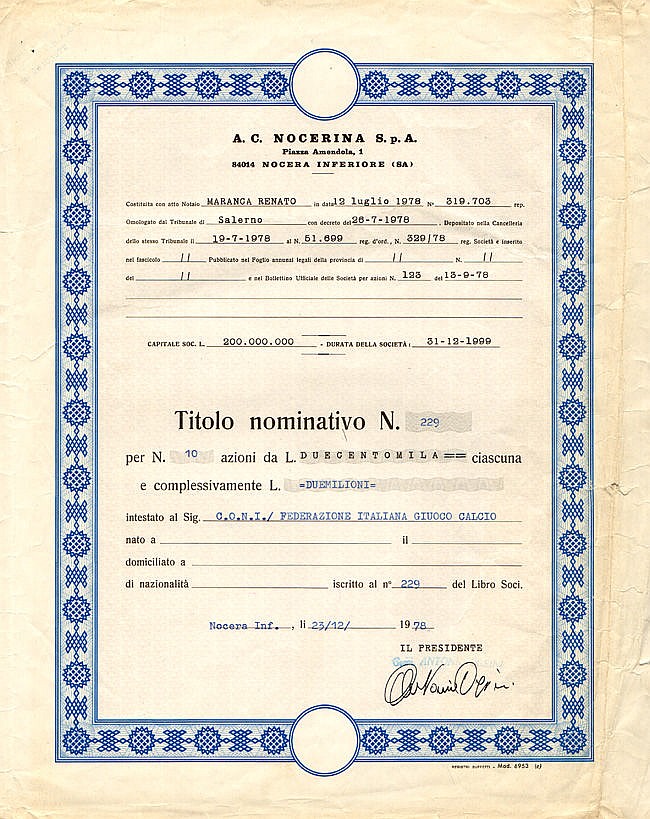 A. C. NOCERINA S.p.A.
Piazza Amendola, 1
84014 NOCERA INFERIORE (SA)
Costituita con atto Notaio MARANCA RENATO in data 12 luglio 1978 N° 319.703 rep.
Omologato dal Tribunale di Salerno con decreto del 26-7-1978 . Depositato nella Cancelleria
dello stesso Tribunale li 19-7-1978 al N. 51.699 reg. d'ord., N. 329/78 reg. Società e inserito
nel fascicolo // Pubblicato nel Foglio annunzi legali della provincia di // N. //
del // e nel Bollettino Ufficiale delle Società per azioni N. 123 del 13-9-78
CAPITALE SOC. L. 200.000.000 - DURATA DELLA SOCIETÀ: 31-12-1999
Titolo nominativo N. 229
per N. 10 azioni da L. DUECENTOMILA== ciascuna
e complessivamente L. =DUEMILIONI=
intestato al Sig. C.O.N.I./ FEDERAZIONE ITALIANA GIUOCO CALCIO
nato a il
domiciliato a
di nazionalità iscritto al n° 229 del Libro Soci.
Nocera Inf. , li 23/12/ 1978
IL PRESIDENTE
BUFFETTI - Mod. 6953 (e)